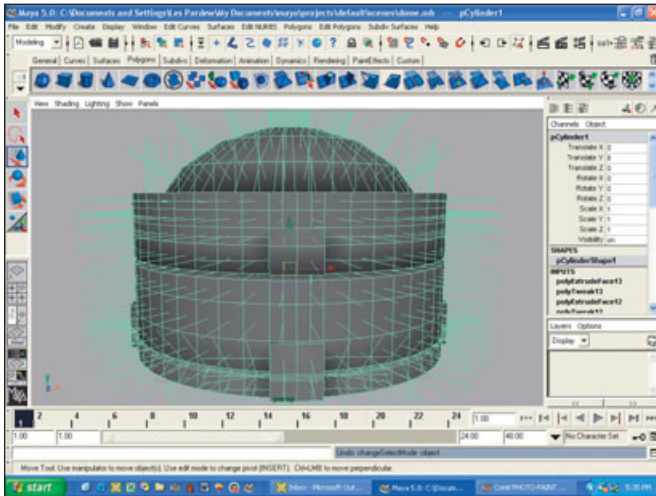 Maya 5.0: C:\Documents and Settings\Les Pardew\My Documents\maya\projects\default\scenes\dome.mb --- pCylinder1
File Edit Modify Create Display Window Edit Curves Surfaces Edit NURBS Polygons Edit Polygons Subdiv Surfaces Help
Modeling
General Curves Surfaces Polygons Subdivs Deformation Animation Dynamics Rendering PaintEffects Custom
View Shading Lighting Show Panels
Channels Object
pCylinder1
Translate X 0
Translate Y 8
Translate Z 0
Rotate X 0
Rotate Y 0
Rotate Z 0
Scale X 1
Scale Y 1
Scale Z 1
Visibility on
SHAPES
pCylinderShape1
INPUTS
polyExtrudeFace13
polyTweak13
polyExtrudeFace12
polyTweak12
Layers Options
Display
1 2 4 6 8 10 12 14 16 18 20 22 24 1.00
1.00 1.00 24.00 48.00 No Character Set
Undo: changeSelectMode -object
Move Tool: Use manipulator to move object(s). Use edit mode to change pivot (INSERT). Ctrl+LMB to move perpendicular.
start Inbox - Microsoft Out... Maya 5.0: C:\Docum... Corel PHOTO-PAINT ... 5:35 PM